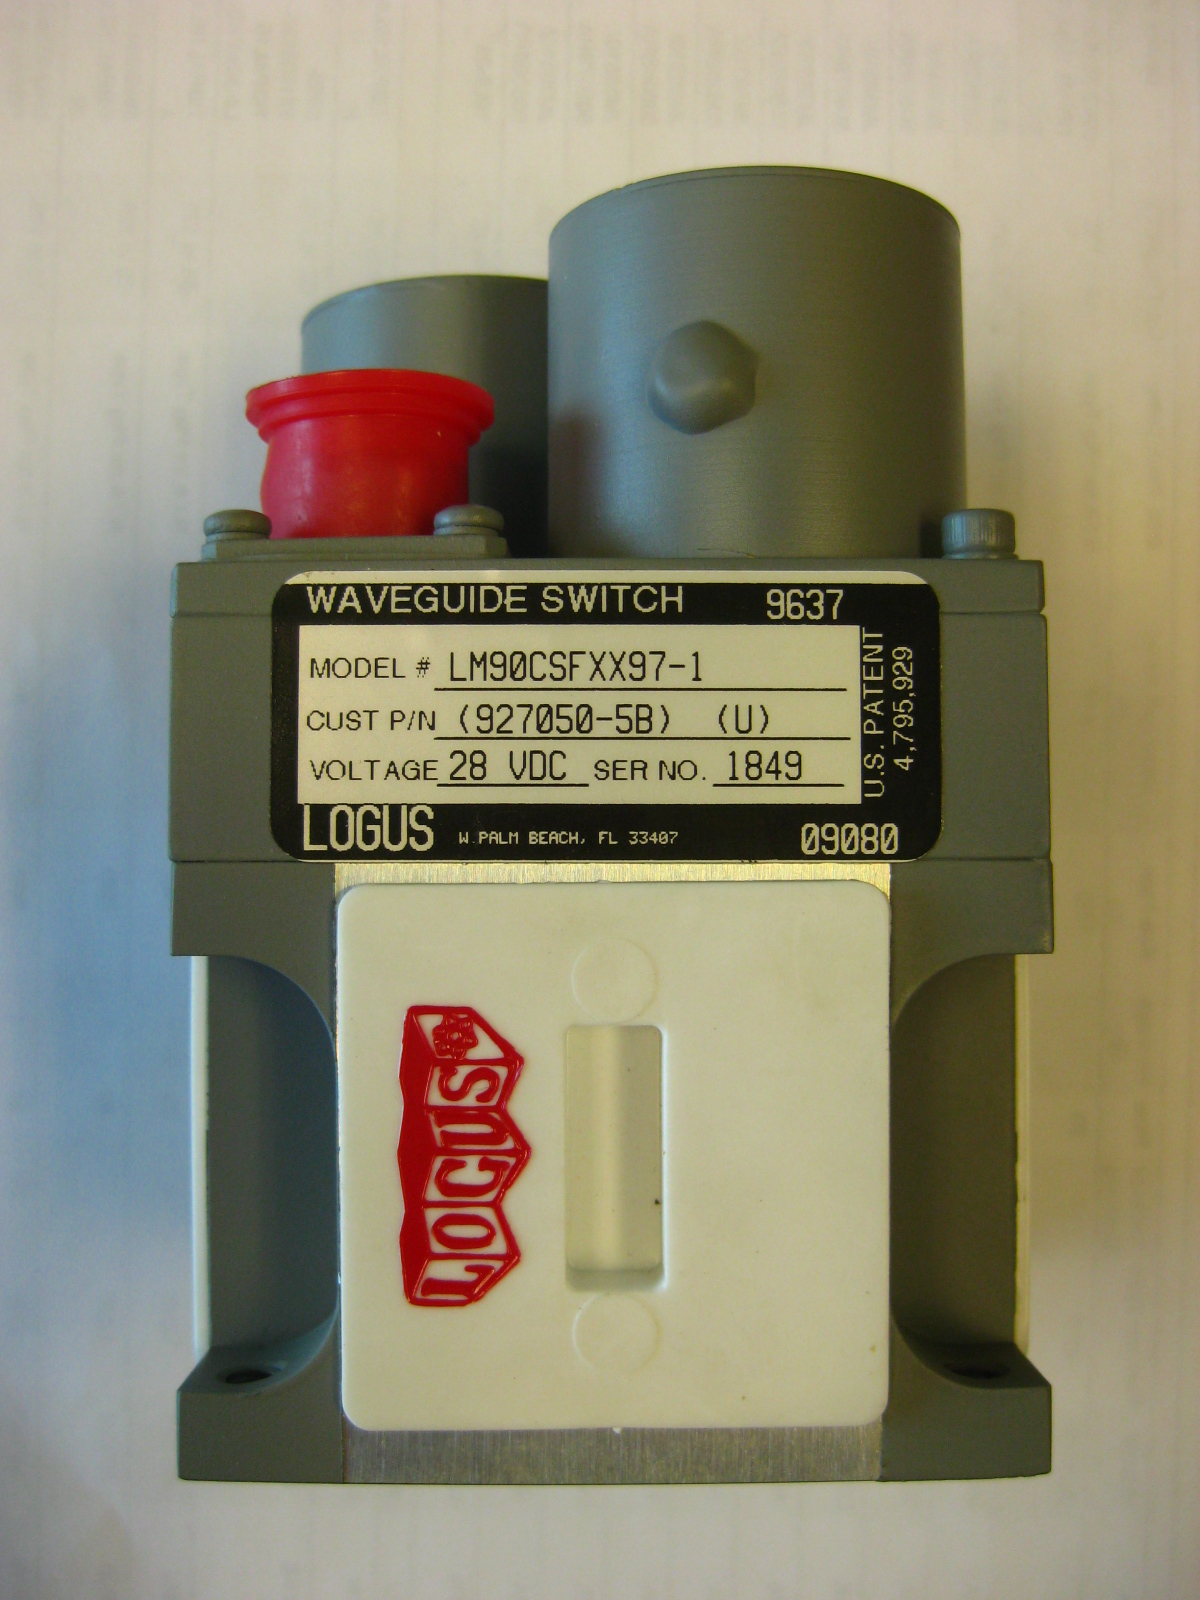 WAVEGUIDE SWITCH 9637
MODEL # LM90CSFXX97-1
CUST P/N (927050-5B) (U)
VOLTAGE 28 VDC SER NO. 1849
U.S. PATENT
4,795,929
LOGUS W.PALM BEACH, FL 33407 09080
LOGUS